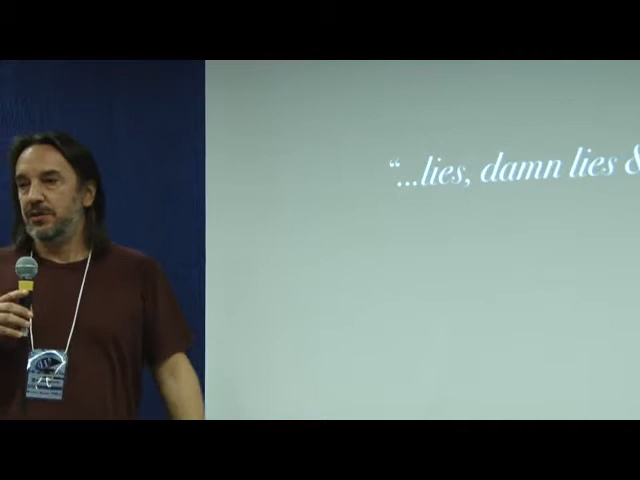 “...lies, damn lies &